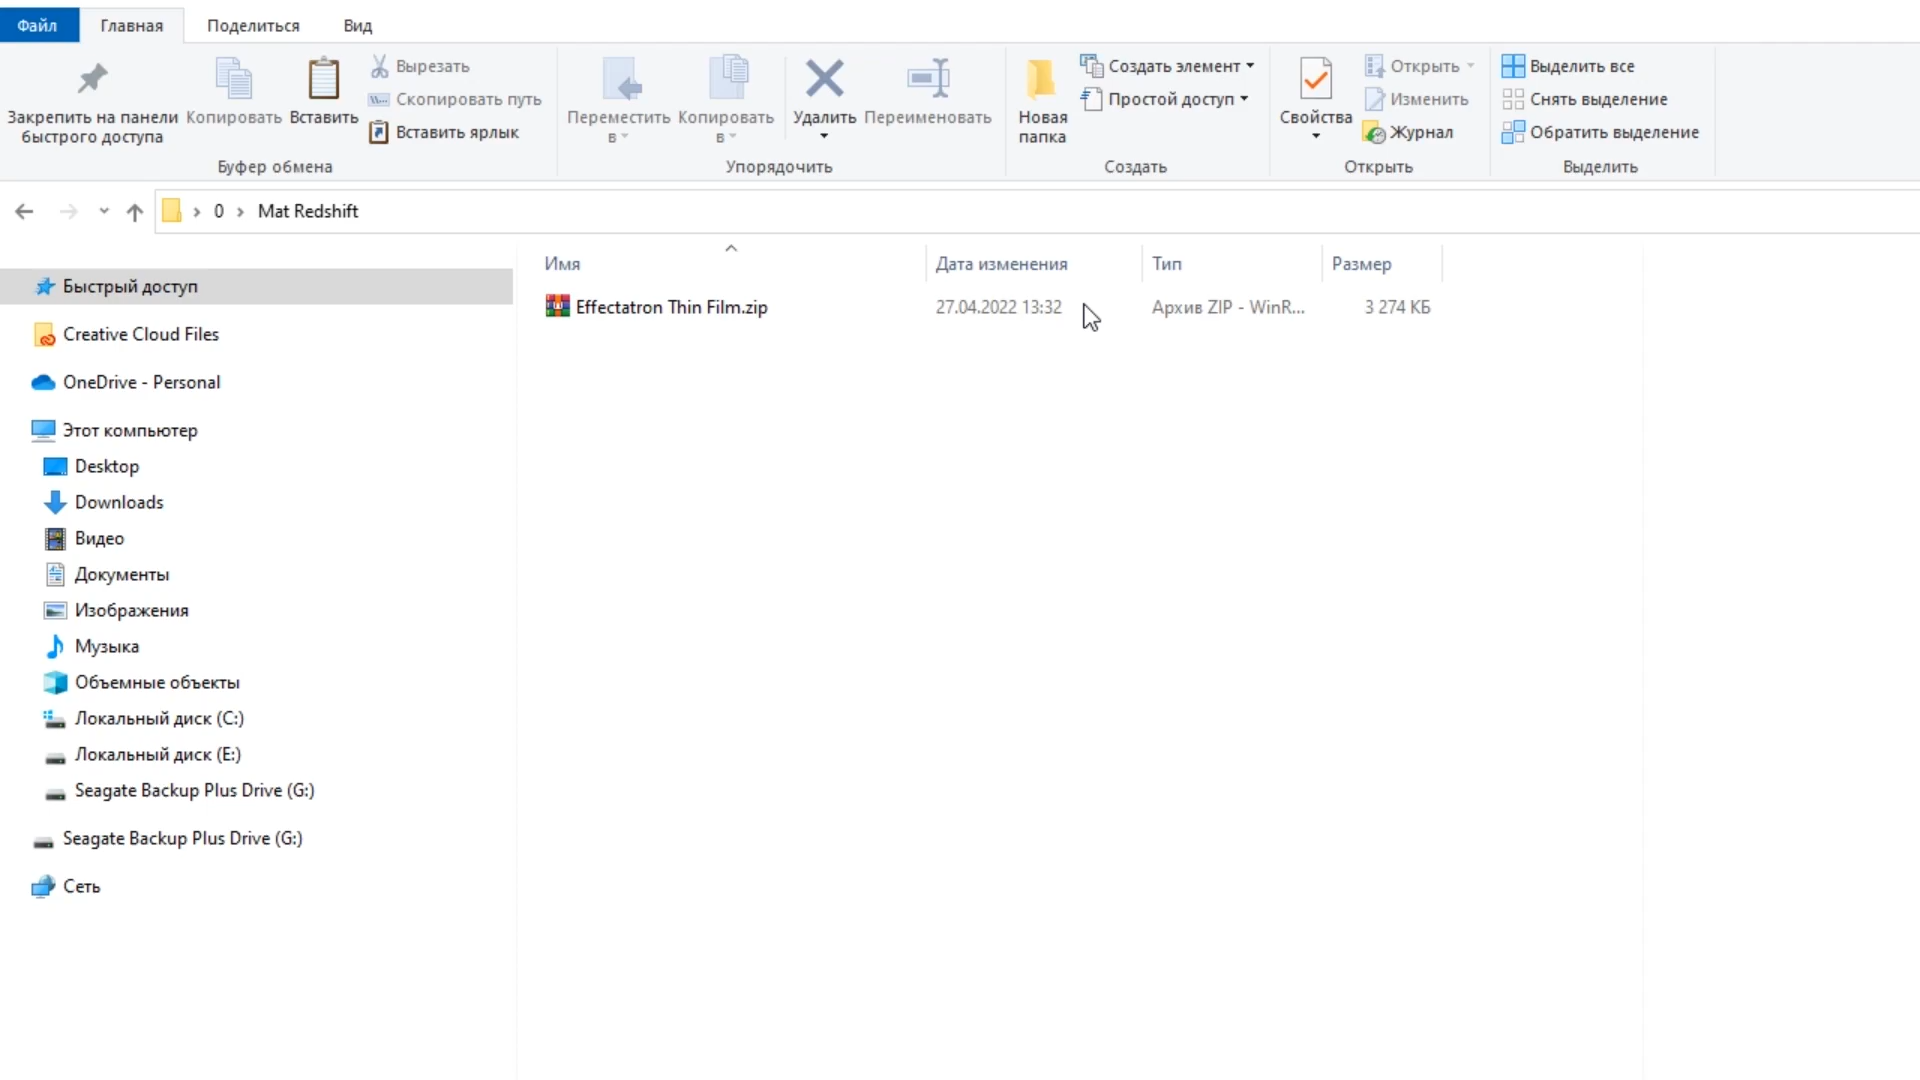 Файл
Главная
Поделиться
Вид
Закрепить на панели
быстрого доступа
Копировать
Вставить
Вырезать
Скопировать путь
Вставить ярлык
Буфер обмена
Переместить
в
Копировать
в
Удалить
Переименовать
Упорядочить
Новая
папка
Создать элемент
Простой доступ
Создать
Свойства
Открыть
Изменить
Журнал
Открыть
Выделить все
Снять выделение
Обратить выделение
Выделить
0
Mat Redshift
Имя
Дата изменения
Тип
Размер
Effectatron Thin Film.zip
27.04.2022 13:32
Архив ZIP - WinR...
3 274 КБ
Быстрый доступ
Creative Cloud Files
OneDrive - Personal
Этот компьютер
Desktop
Downloads
Видео
Документы
Изображения
Музыка
Объемные объекты
Локальный диск (C:)
Локальный диск (E:)
Seagate Backup Plus Drive (G:)
Seagate Backup Plus Drive (G:)
Сеть